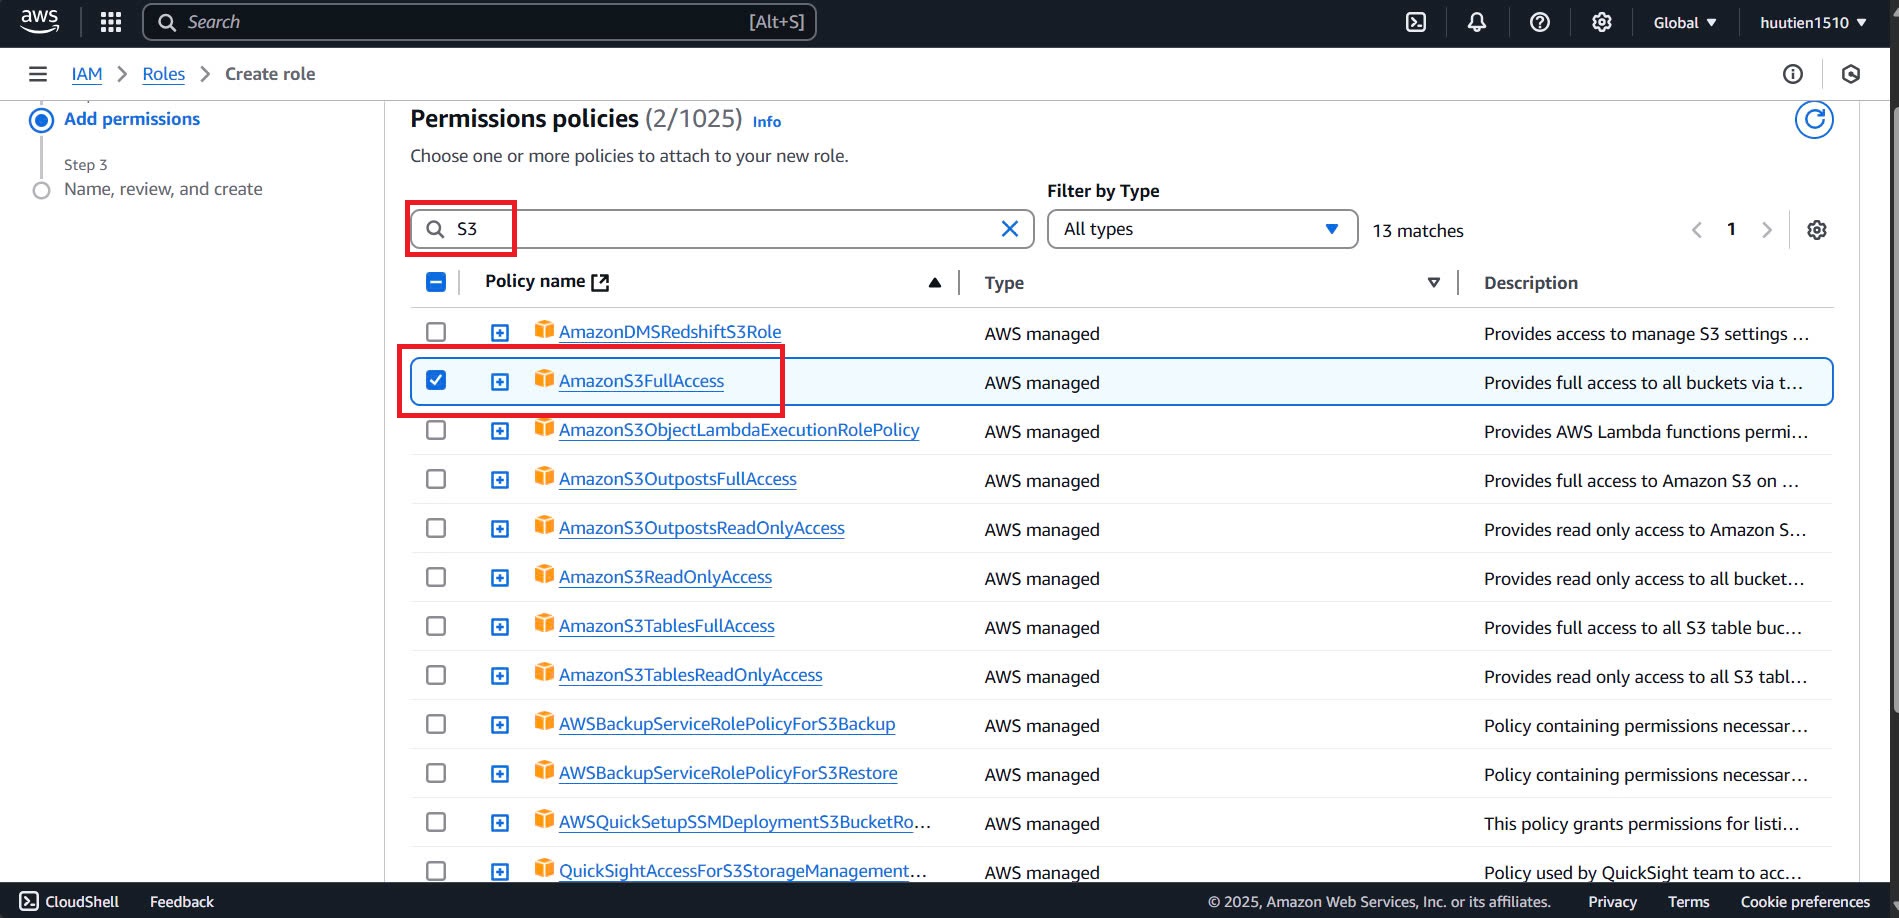 aws
Search [Alt+S]
Global huutien1510
IAM Roles Create role
Add permissions
Step 3
Name, review, and create
Permissions policies (2/1025) Info
Choose one or more policies to attach to your new role.
Filter by Type
S3
All types
13 matches
1
Policy name Type Description
AmazonDMSRedshiftS3Role AWS managed Provides access to manage S3 settings ...
AmazonS3FullAccess AWS managed Provides full access to all buckets via t...
AmazonS3ObjectLambdaExecutionRolePolicy AWS managed Provides AWS Lambda functions permi...
AmazonS3OutpostsFullAccess AWS managed Provides full access to Amazon S3 on ...
AmazonS3OutpostsReadOnlyAccess AWS managed Provides read only access to Amazon S...
AmazonS3ReadOnlyAccess AWS managed Provides read only access to all bucket...
AmazonS3TablesFullAccess AWS managed Provides full access to all S3 table buc...
AmazonS3TablesReadOnlyAccess AWS managed Provides read only access to all S3 tabl...
AWSBackupServiceRolePolicyForS3Backup AWS managed Policy containing permissions necessar...
AWSBackupServiceRolePolicyForS3Restore AWS managed Policy containing permissions necessar...
AWSQuickSetupSSMDeploymentS3BucketRo... AWS managed This policy grants permissions for listi...
QuickSightAccessForS3StorageManagement... AWS managed Policy used by QuickSight team to acc...
CloudShell Feedback © 2025, Amazon Web Services, Inc. or its affiliates. Privacy Terms Cookie preferences